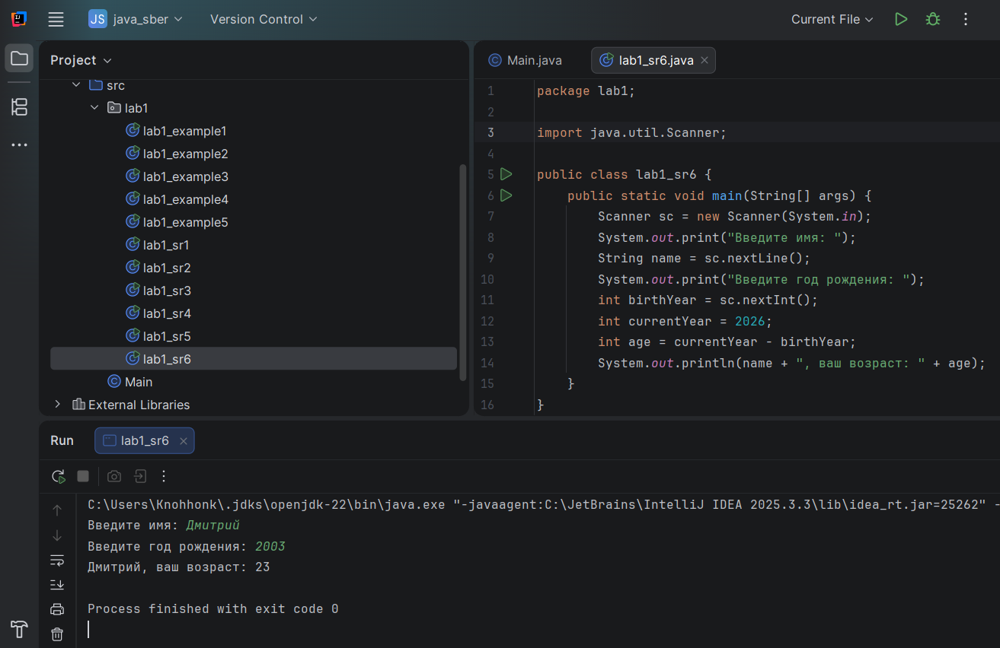 JS java_sber Version Control Current File
Project
src
lab1
lab1_example1
lab1_example2
lab1_example3
lab1_example4
lab1_example5
lab1_sr1
lab1_sr2
lab1_sr3
lab1_sr4
lab1_sr5
lab1_sr6
Main
External Libraries
Main.java lab1_sr6.java
1 package lab1;
2
3 import java.util.Scanner;
4
5 public class lab1_sr6 {
6 public static void main(String[] args) {
7 Scanner sc = new Scanner(System.in);
8 System.out.print("Введите имя: ");
9 String name = sc.nextLine();
10 System.out.print("Введите год рождения: ");
11 int birthYear = sc.nextInt();
12 int currentYear = 2026;
13 int age = currentYear - birthYear;
14 System.out.println(name + ", ваш возраст: " + age);
15 }
16 }
Run lab1_sr6
C:\Users\Knohhonk\.jdks\openjdk-22\bin\java.exe "-javaagent:C:\JetBrains\IntelliJ IDEA 2025.3.3\lib\idea_rt.jar=25262" -
Введите имя: Дмитрий
Введите год рождения: 2003
Дмитрий, ваш возраст: 23
Process finished with exit code 0